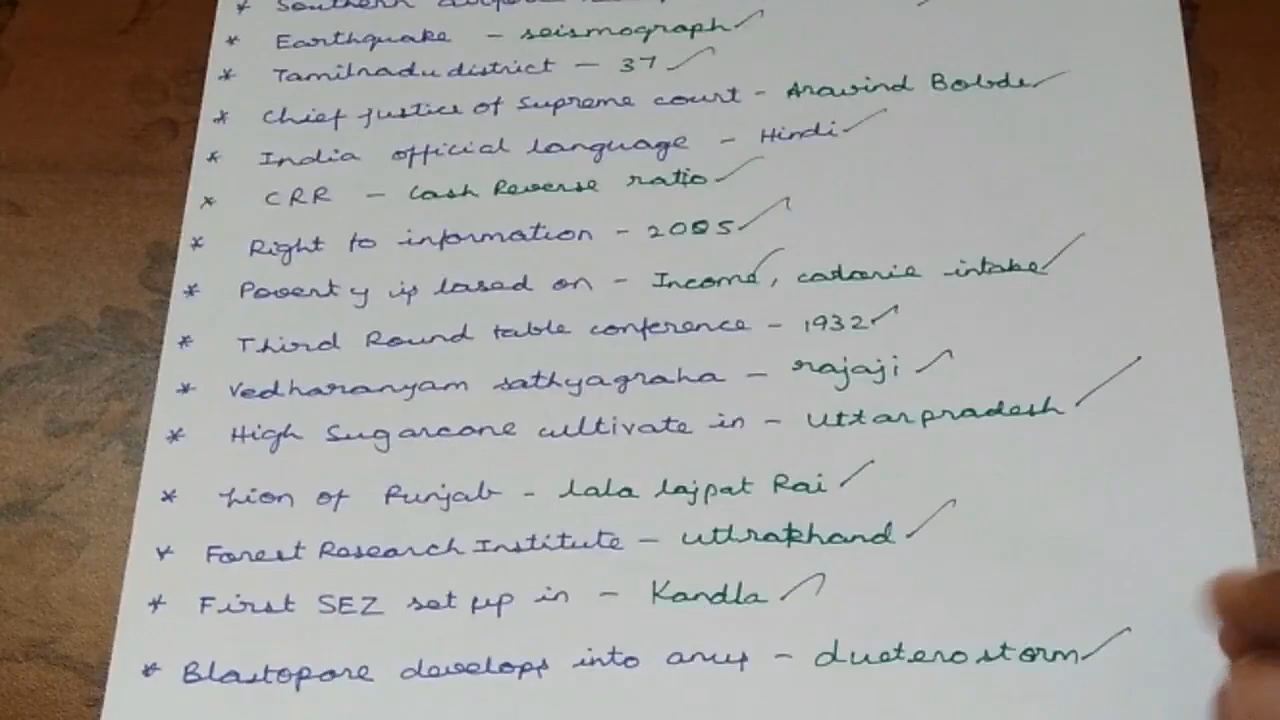 * Southern
* Earthquake - seismograph
* Tamilnadu district - 37
* Chief justice of Supreme court - Aravind Bobde
* India official language - Hindi
* CRR - Cash Reverse ratio
* Right to information - 2005
* Poverty is based on - Income, calorie intake
* Third Round table conference - 1932
* Vedharanyam sathyagraha - rajaji
* High Sugarcane cultivate in - Uttarpradesh
* Lion of Punjab - lala lajpat Rai
* Forest Research Institute - uttrakhand
* First SEZ set up in - Kandla
* Blastopore develops into anus - dueterostorm